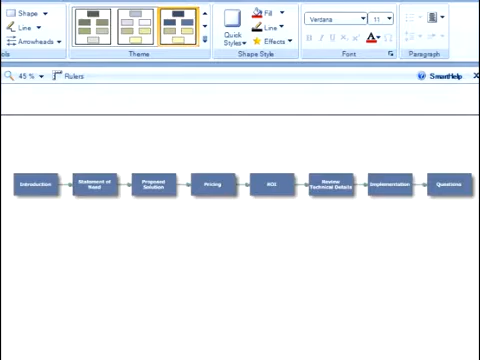 Shape
Line
Arrowheads
Theme
Quick
Styles
Fill
Line
Effects
Shape Style
Verdana
11
B I U X X A
Font
Paragraph
45 %
Rulers
SmartHelp
X
Introduction
Statement of
Need
Proposed
Solution
Pricing
ROI
Review
Technical Details
Implementation
Questions